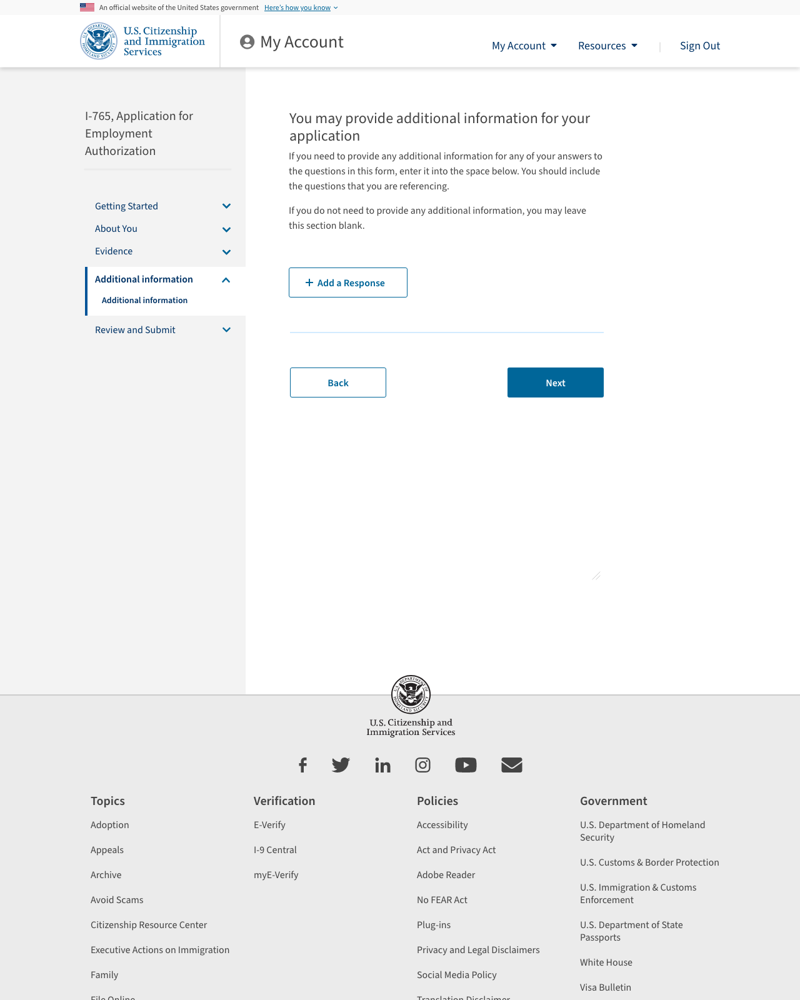 An official website of the United States government Here's how you know
U.S. Citizenship
and Immigration
Services
My Account
My Account
Resources
Sign Out
I-765, Application for
Employment
Authorization
Getting Started
About You
Evidence
Additional information
Additional information
Review and Submit
You may provide additional information for your
application
If you need to provide any additional information for any of your answers to
the questions in this form, enter it into the space below. You should include
the questions that you are referencing.
If you do not need to provide any additional information, you may leave
this section blank.
+ Add a Response
Back
Next
U.S. Citizenship and
Immigration Services
Topics
Adoption
Appeals
Archive
Avoid Scams
Citizenship Resource Center
Executive Actions on Immigration
Family
File Online
Verification
E-Verify
I-9 Central
myE-Verify
Policies
Accessibility
Act and Privacy Act
Adobe Reader
No FEAR Act
Plug-ins
Privacy and Legal Disclaimers
Social Media Policy
Translation Disclaimer
Government
U.S. Department of Homeland
Security
U.S. Customs & Border Protection
U.S. Immigration & Customs
Enforcement
U.S. Department of State
Passports
White House
Visa Bulletin